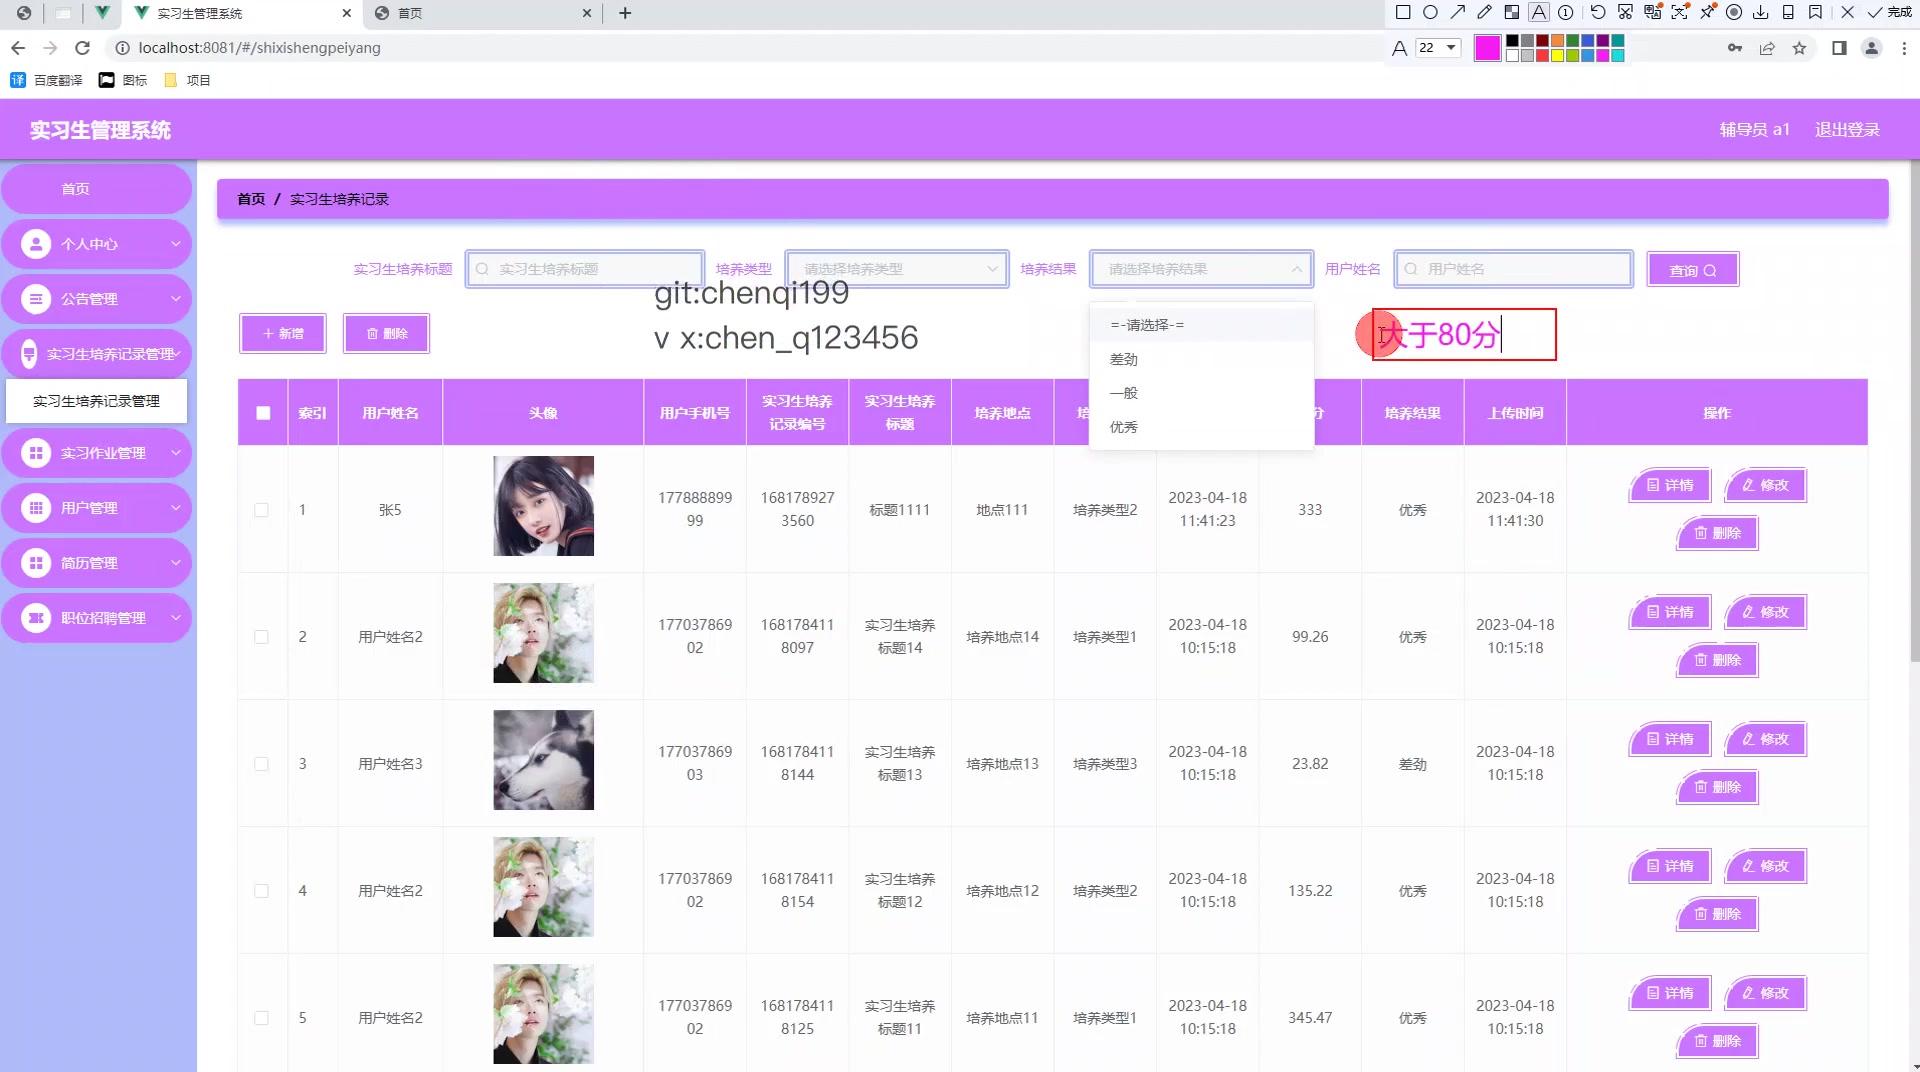 实习生管理系统
首页
完成
localhost:8081/#/shixishengpeiyang
22
百度翻译
图标
项目
实习生管理系统
辅导员 a1
退出登录
首页
个人中心
公告管理
实习生培养记录管理
实习生培养记录管理
实习作业管理
用户管理
简历管理
职位招聘管理
首页 / 实习生培养记录
实习生培养标题
实习生培养标题
培养类型
请选择培养类型
培养结果
请选择培养结果
用户姓名
用户姓名
查询
git:chenqi199
v x:chen_q123456
新增
删除
=-请选择-=
差劲
一般
优秀
大于80分
索引
用户姓名
头像
用户手机号
实习生培养
记录编号
实习生培养
标题
培养地点
培
分
培养结果
上传时间
操作
1
张5
177888899
99
168178927
3560
标题1111
地点111
培养类型2
2023-04-18
11:41:23
333
优秀
2023-04-18
11:41:30
详情
修改
删除
2
用户姓名2
177037869
02
168178411
8097
实习生培养
标题14
培养地点14
培养类型1
2023-04-18
10:15:18
99.26
优秀
2023-04-18
10:15:18
详情
修改
删除
3
用户姓名3
177037869
03
168178411
8144
实习生培养
标题13
培养地点13
培养类型3
2023-04-18
10:15:18
23.82
差劲
2023-04-18
10:15:18
详情
修改
删除
4
用户姓名2
177037869
02
168178411
8154
实习生培养
标题12
培养地点12
培养类型2
2023-04-18
10:15:18
135.22
优秀
2023-04-18
10:15:18
详情
修改
删除
5
用户姓名2
177037869
02
168178411
8125
实习生培养
标题11
培养地点11
培养类型1
2023-04-18
10:15:18
345.47
优秀
2023-04-18
10:15:18
详情
修改
删除